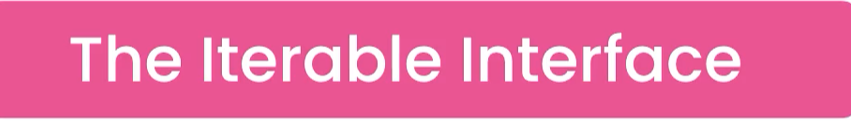 The Iterable Interface